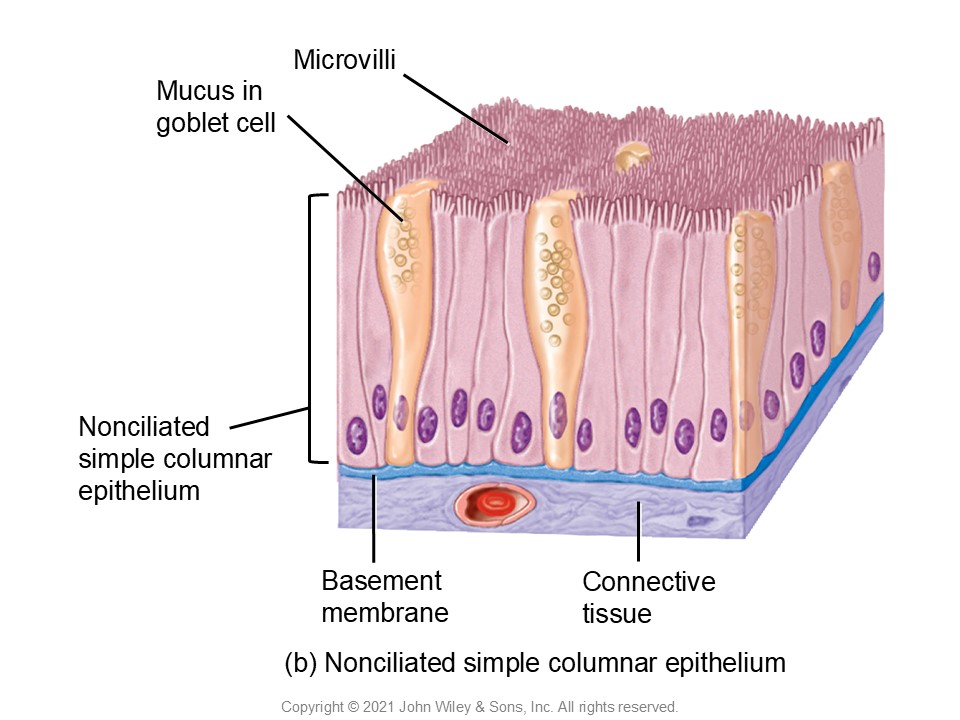 Microvilli
Mucus in
goblet cell
Nonciliated
simple columnar
epithelium
Basement
membrane
Connective
tissue
(b) Nonciliated simple columnar epithelium
Copyright © 2021 John Wiley & Sons, Inc. All rights reserved.